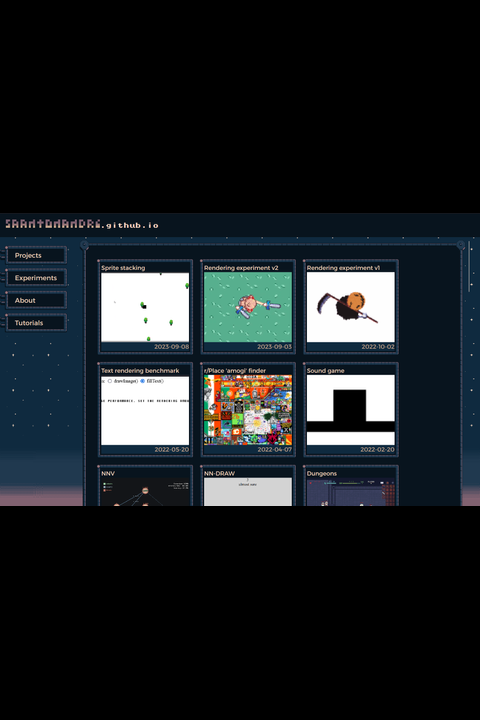 SAANTONANDRE.github.io
Projects
Experiments
About
Tutorials
Sprite stacking
2023-09-08
Rendering experiment v2
2023-09-03
Rendering experiment v1
2022-10-02
Text rendering benchmark
drawImage() fillText()
2022-05-20
r/Place 'amogi' finder
2022-04-07
Sound game
2022-02-20
NNV
NN-DRAW
Dungeons